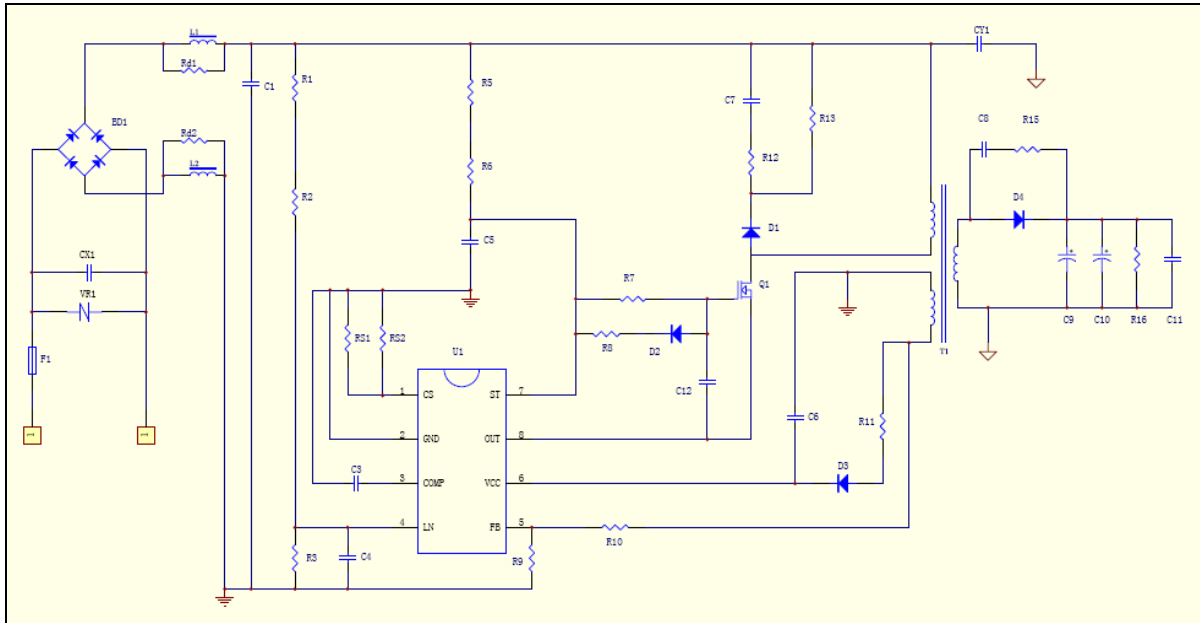 L1
Rd1
C1
R1
R5
C7
R13
CY1
BD1
Rd2
L2
R2
R6
R12
C8
R15
D4
C5
D1
CX1
VR1
F1
1
1
RS1
RS2
R7
R8
D2
Q1
C12
C9
C10
R16
C11
T1
U1
1
CS
ST
7
2
GND
OUT
8
C3
3
COMP
VCC
6
4
LN
FB
5
C6
R11
D3
R10
R3
C4
R9